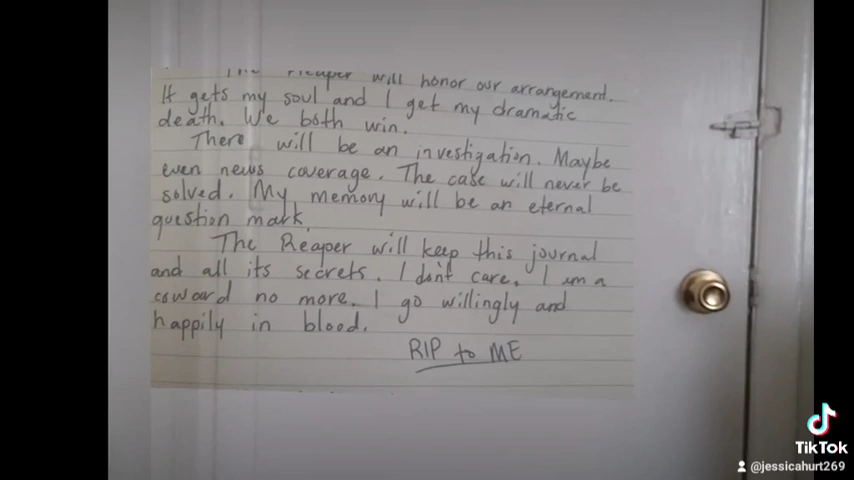 The Reaper will honor our arrangement.
It gets my soul and I get my dramatic
death. We both win.
There will be an investigation. Maybe
even news coverage. The case will never be
solved. My memory will be an eternal
question mark.
The Reaper will keep this journal
and all its secrets. I don't care. I am a
coward no more. I go willingly and
happily in blood.
RIP to ME
TikTok
@jessicahurt269